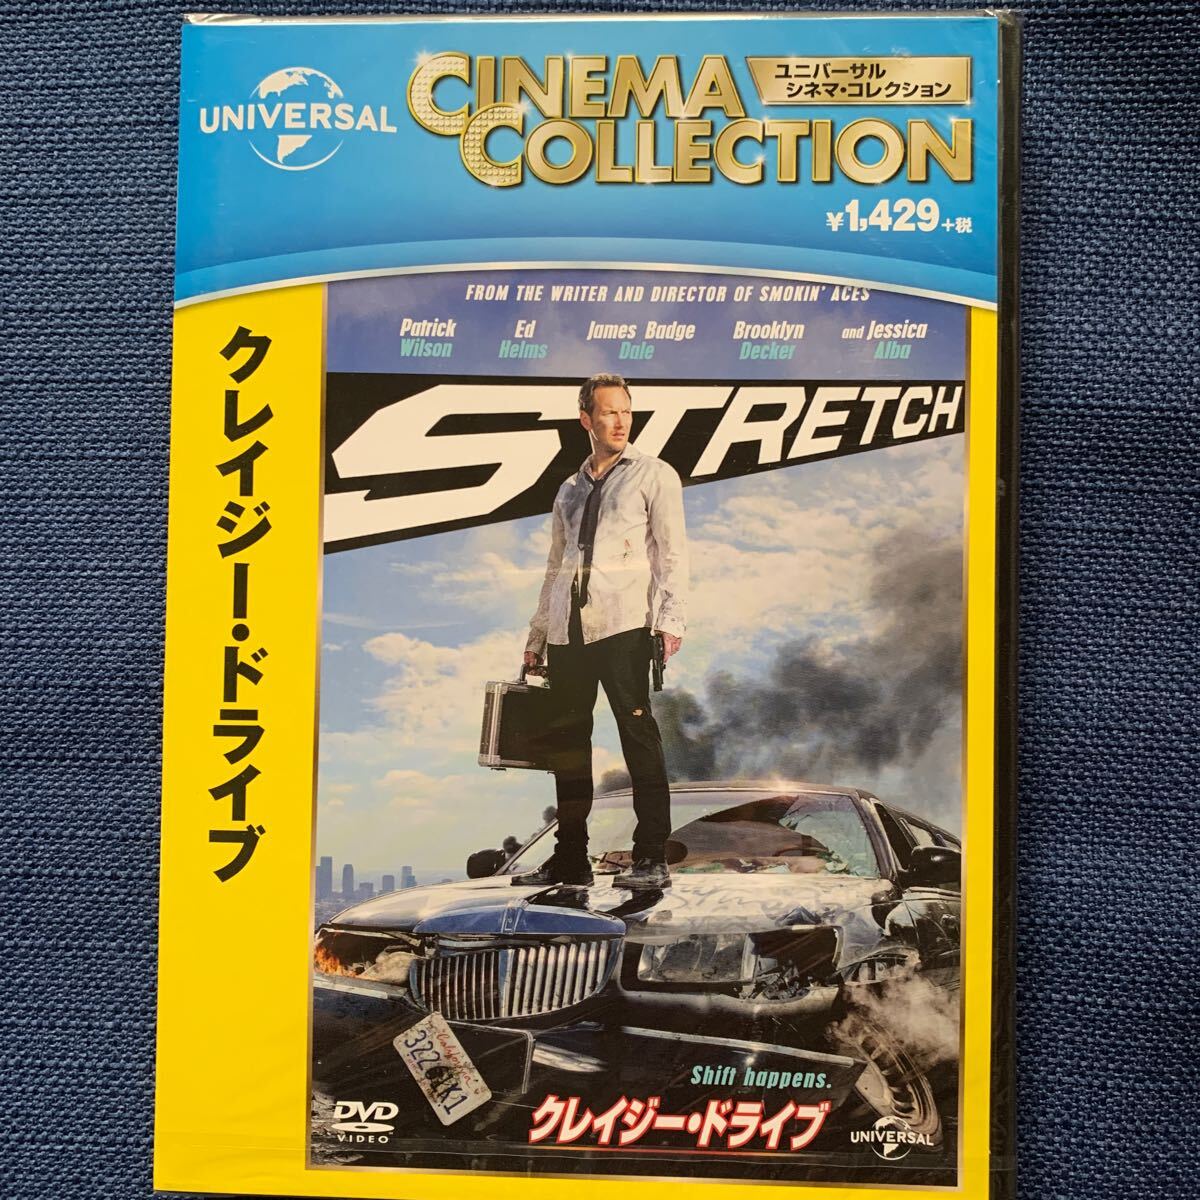 UNIVERSAL
CINEMA
COLLECTION
ユニバーサル
シネマ・コレクション
¥1,429+税
クレイジー・ドライブ
FROM THE WRITER AND DIRECTOR OF SMOKIN' ACES
Patrick Wilson
Ed Helms
James Badge Dale
Brooklyn Decker
and Jessica Alba
STRETCH
California
Shift happens.
クレイジー・ドライブ
DVD
VIDEO
UNIVERSAL